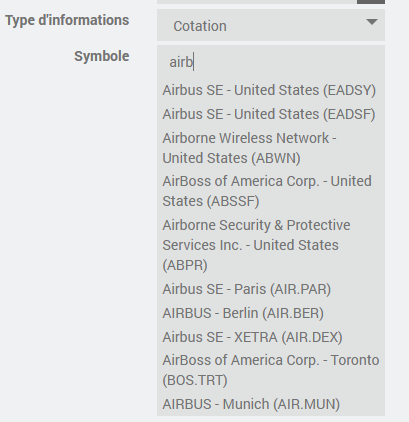 Type d'informations
Cotation
Symbole
airb
Airbus SE - United States (EADSY)
Airbus SE - United States (EADSF)
Airborne Wireless Network -
United States (ABWN)
AirBoss of America Corp. - United
States (ABSSF)
Airborne Security & Protective
Services Inc. - United States
(ABPR)
Airbus SE - Paris (AIR.PAR)
AIRBUS - Berlin (AIR.BER)
Airbus SE - XETRA (AIR.DEX)
AirBoss of America Corp. - Toronto
(BOS.TRT)
AIRBUS - Munich (AIR.MUN)